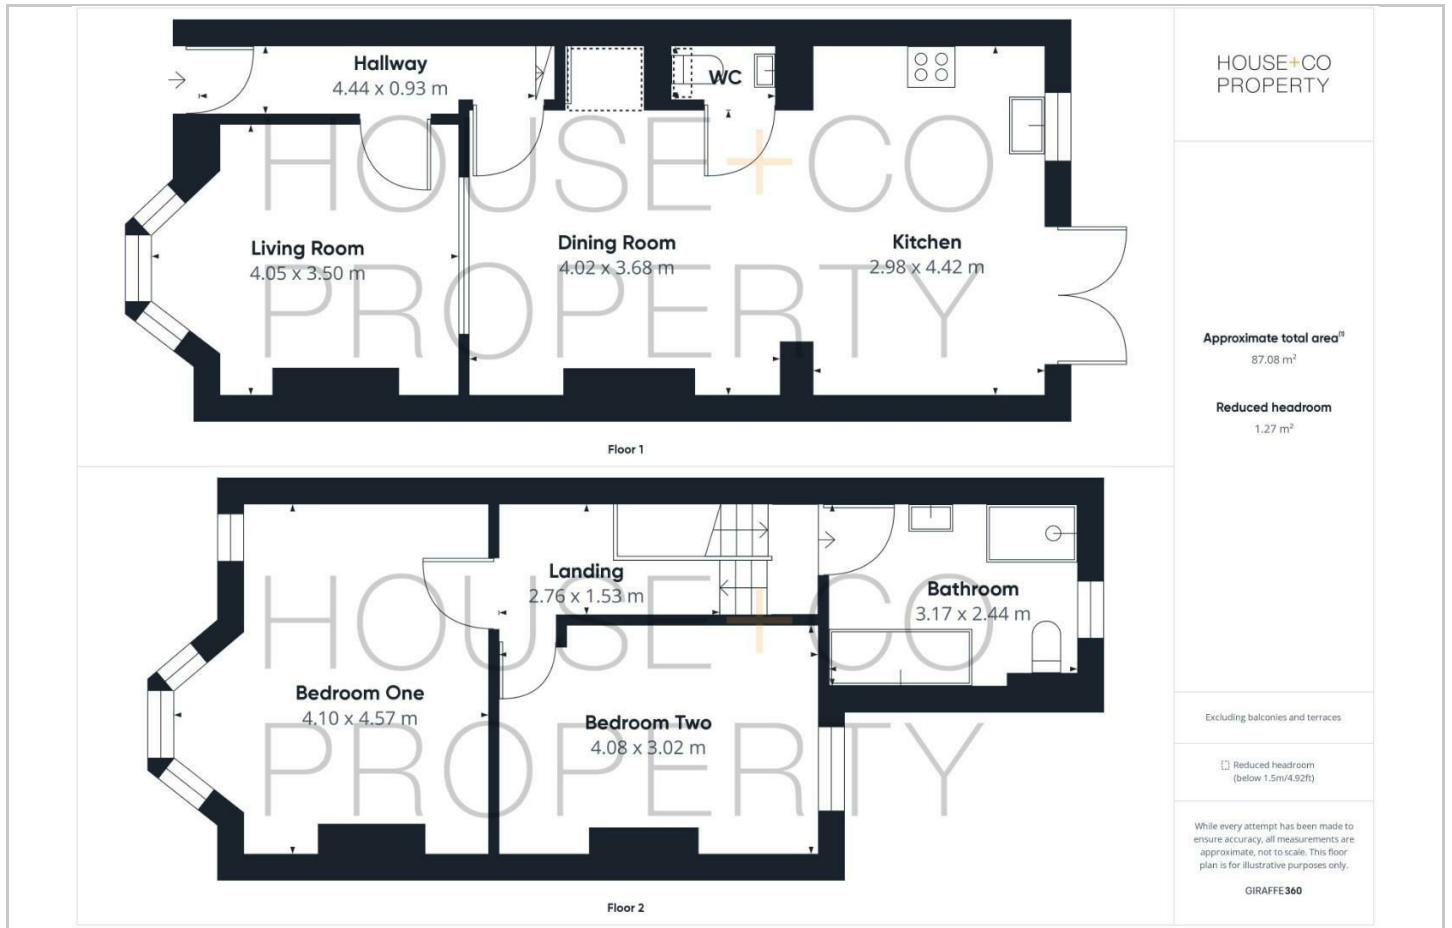 Hallway
4.44 x 0.93 m
WC
Living Room
4.05 x 3.50 m
Dining Room
4.02 x 3.68 m
Kitchen
2.98 x 4.42 m
HOUSE+CO
PROPERTY
Floor 1
Landing
2.76 x 1.53 m
Bathroom
3.17 x 2.44 m
Bedroom One
4.10 x 4.57 m
Bedroom Two
4.08 x 3.02 m
HOUSE+CO
PROPERTY
Floor 2
HOUSE+CO
PROPERTY
Approximate total area(1)
87.08 m²
Reduced headroom
1.27 m²
Excluding balconies and terraces
Reduced headroom
(below 1.5m/4.92ft)
While every attempt has been made to
ensure accuracy, all measurements are
approximate, not to scale. This floor
plan is for illustrative purposes only.
GIRAFFE360